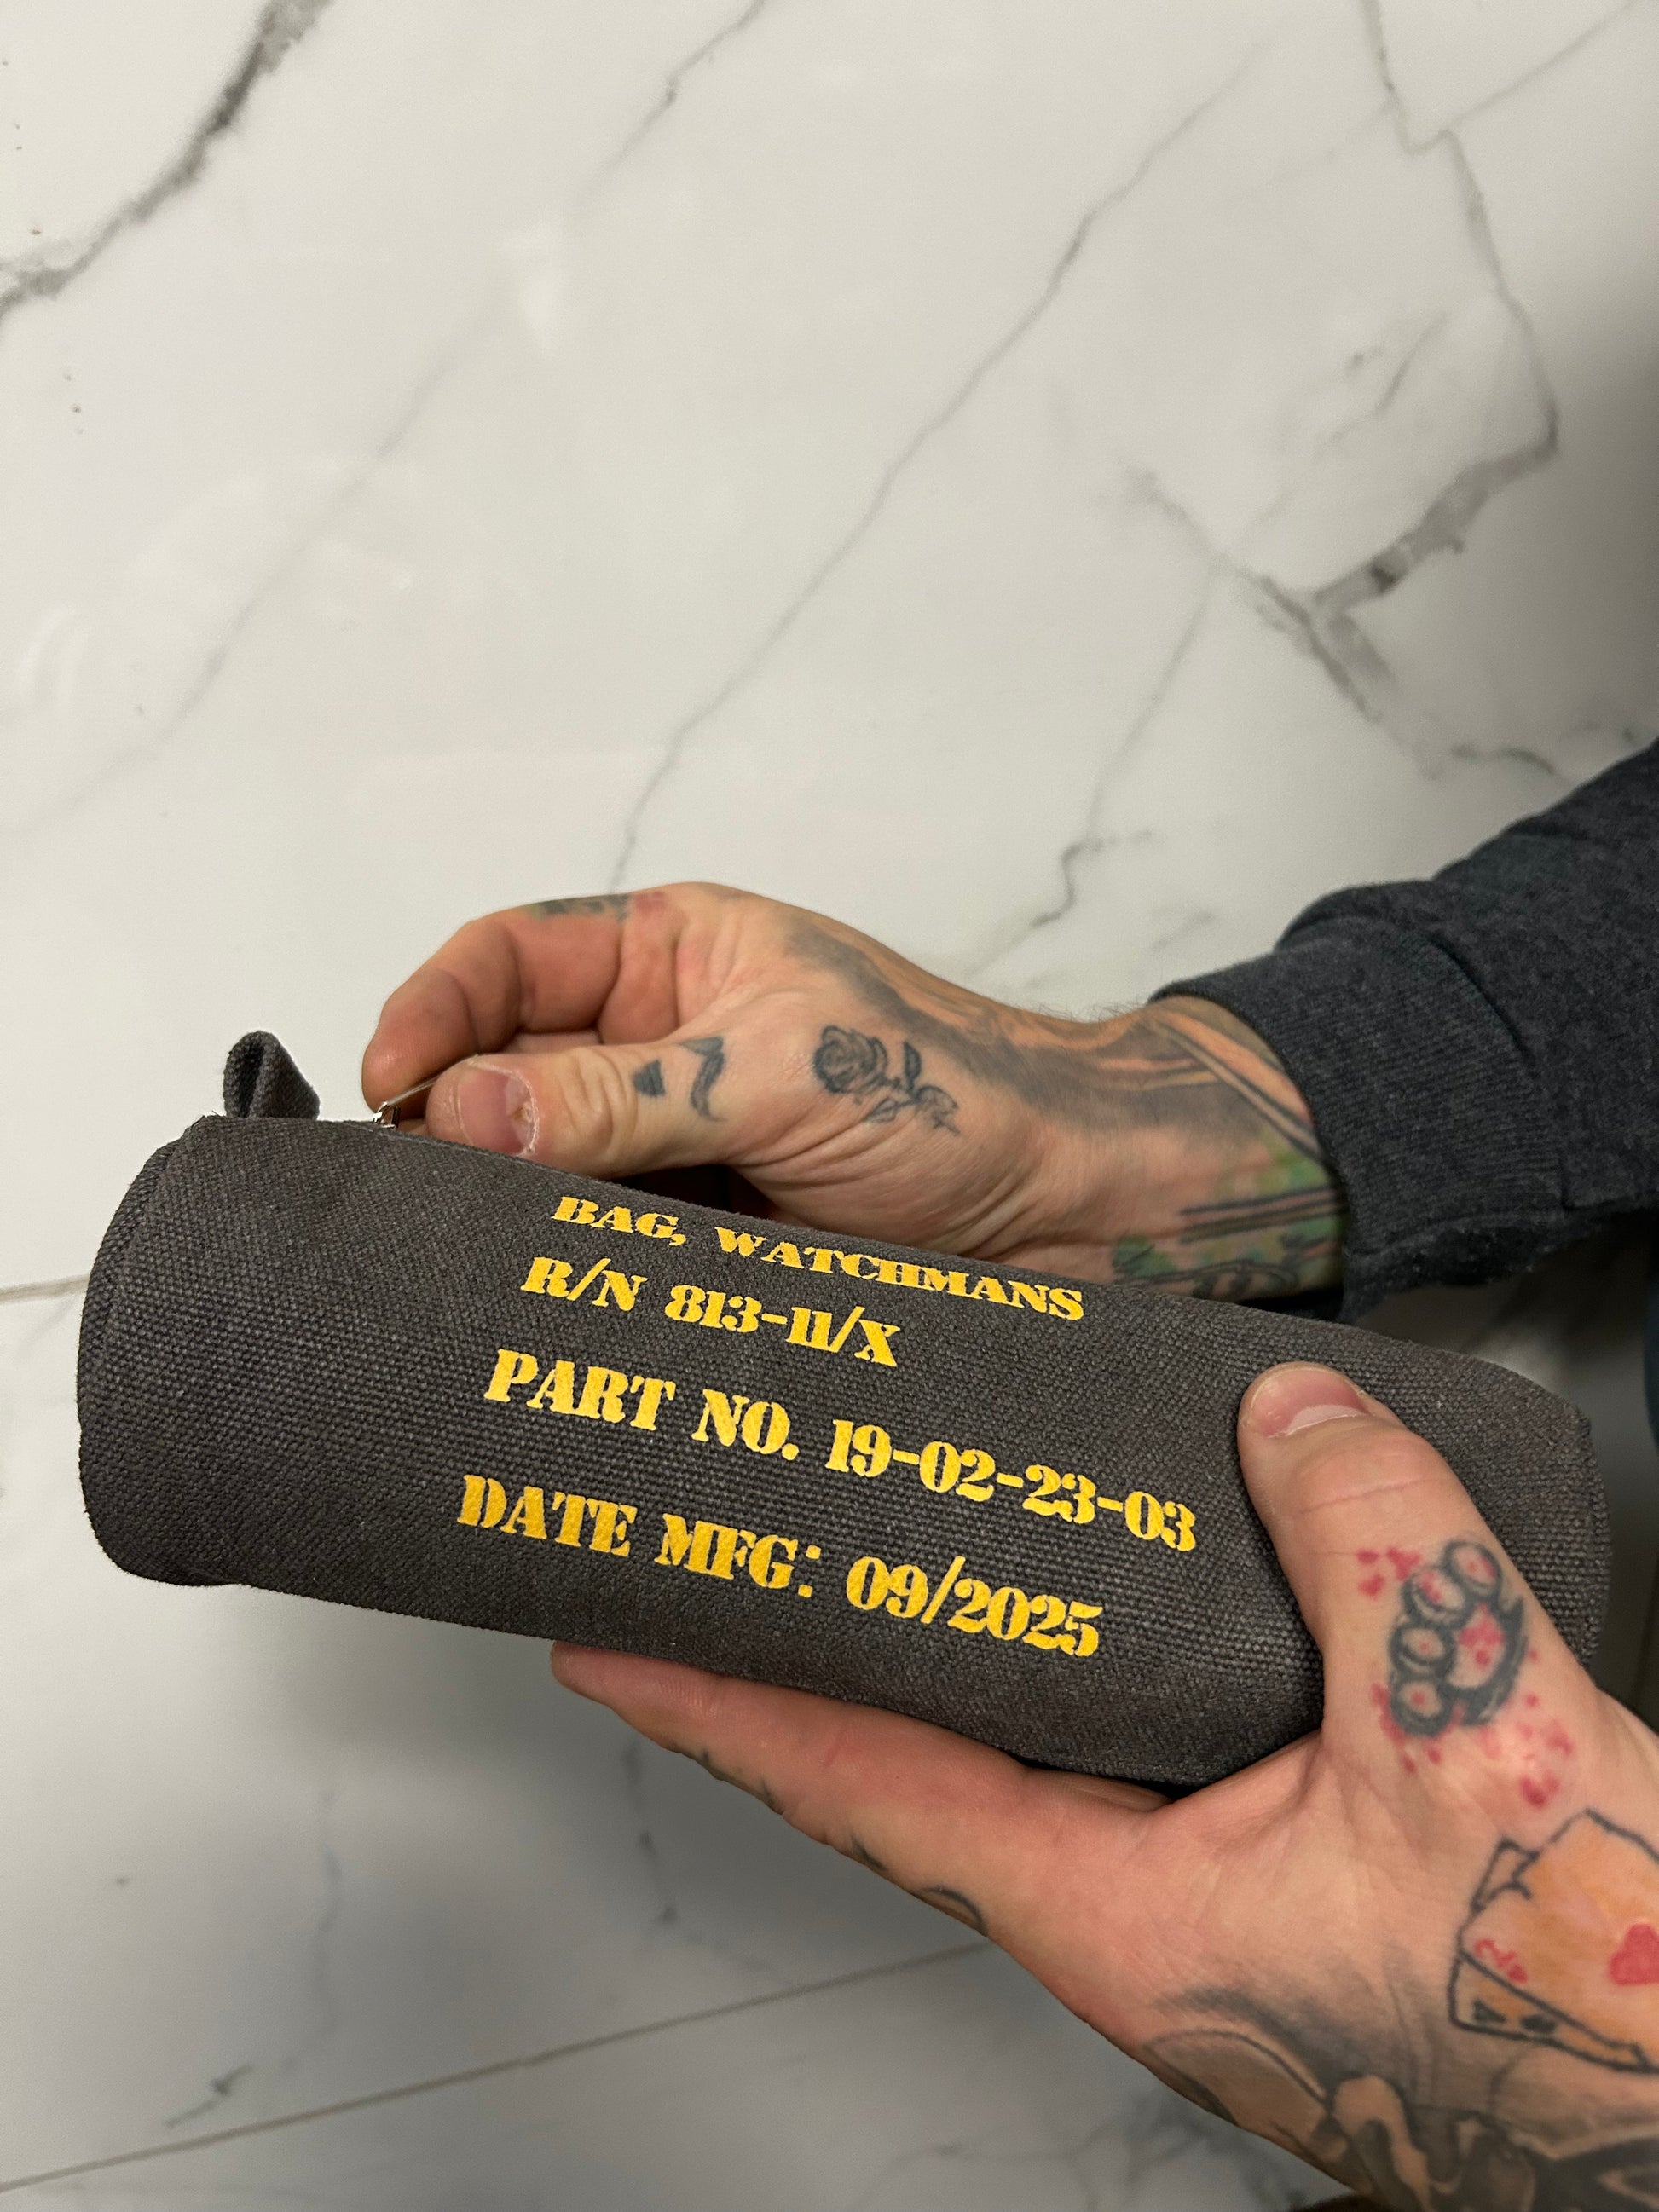 BAG, WATCHMANS
R/N 813-11/X
PART NO. 19-02-23-03
DATE MFG: 09/2025